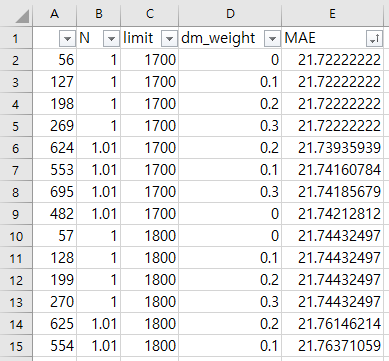 A B C D E
1 N limit dm_weight MAE
2 56 1 1700 0 21.72222222
3 127 1 1700 0.1 21.72222222
4 198 1 1700 0.2 21.72222222
5 269 1 1700 0.3 21.72222222
6 624 1.01 1700 0.2 21.73935939
7 553 1.01 1700 0.1 21.74160784
8 695 1.01 1700 0.3 21.74185679
9 482 1.01 1700 0 21.74212812
10 57 1 1800 0 21.74432497
11 128 1 1800 0.1 21.74432497
12 199 1 1800 0.2 21.74432497
13 270 1 1800 0.3 21.74432497
14 625 1.01 1800 0.2 21.76146214
15 554 1.01 1800 0.1 21.76371059